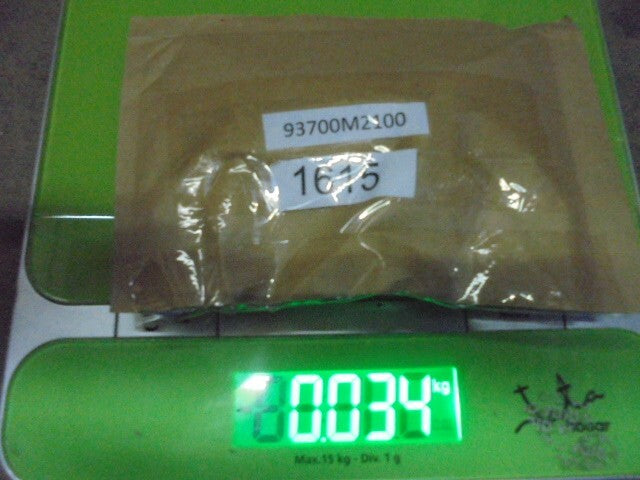 93700M2100
1615
0.034 kg
Max.15 kg - Div. 1 g